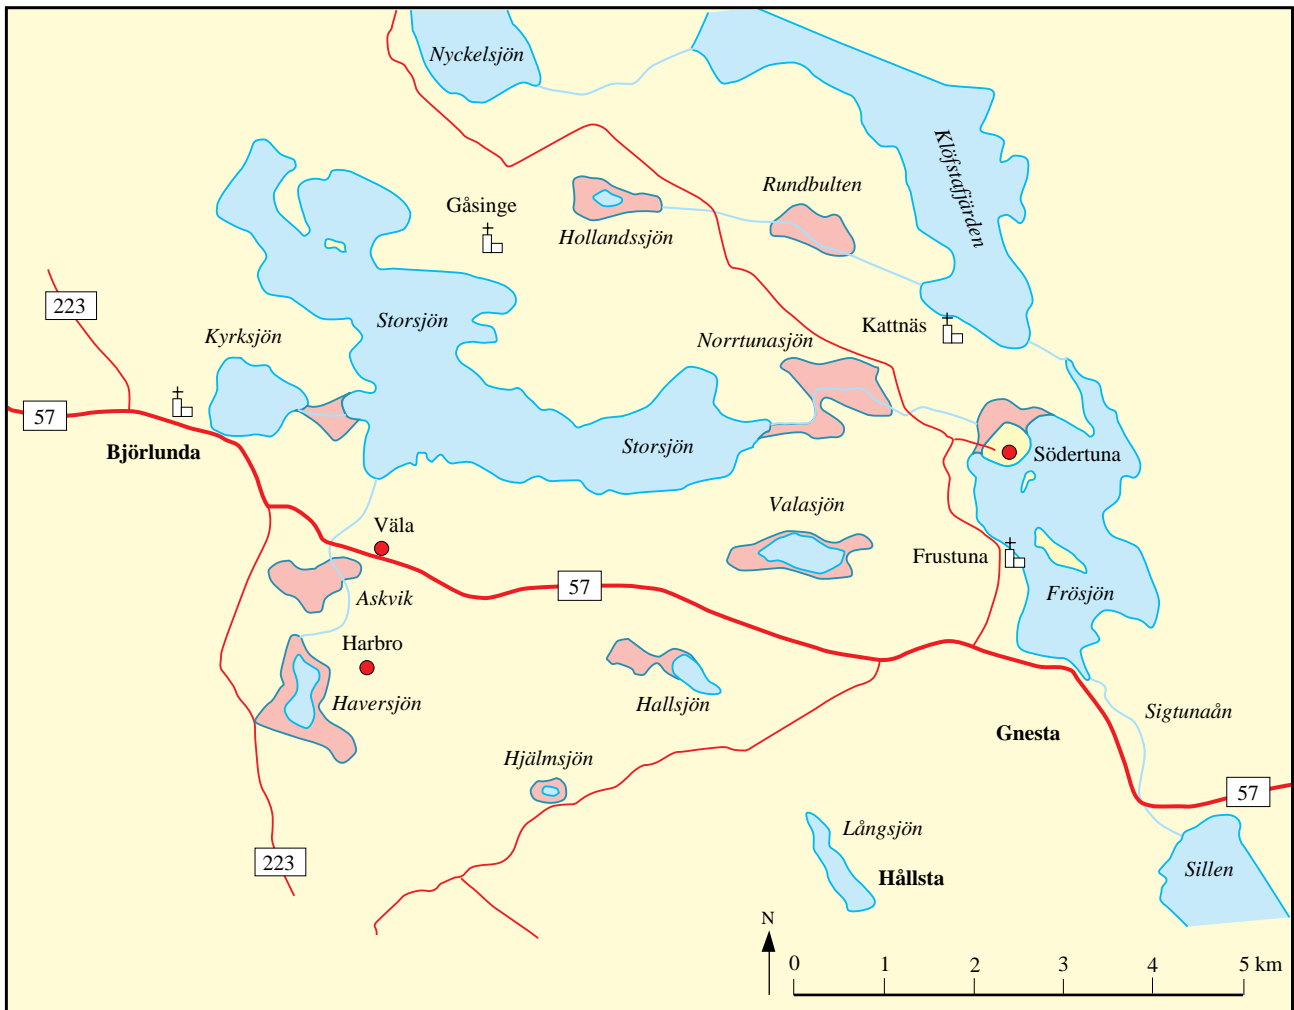 Nyckelsjön
Klöfstafjärden
Rundbulten
Gåsinge
Hollandssjön
223
Storsjön
Kattnäs
Kyrksjön
Norrtunasjön
57
Björlunda
Storsjön
Södertuna
Valasjön
Väla
Frustuna
57
Askvik
Frösjön
Harbro
Haversjön
Hallsjön
Sigtunaån
Gnesta
Hjälmsjön
57
Långsjön
223
Hållsta
Sillen
N
0 1 2 3 4 5 km